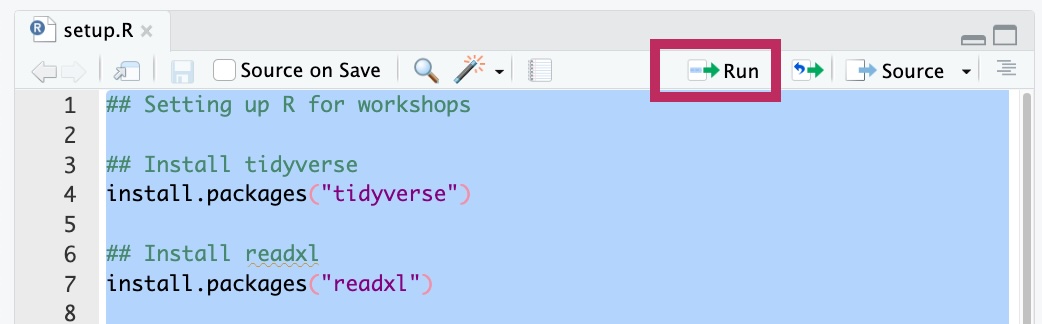 setup.R
Source on Save Run Source
1 ## Setting up R for workshops
2
3 ## Install tidyverse
4 install.packages("tidyverse")
5
6 ## Install readxl
7 install.packages("readxl")
8